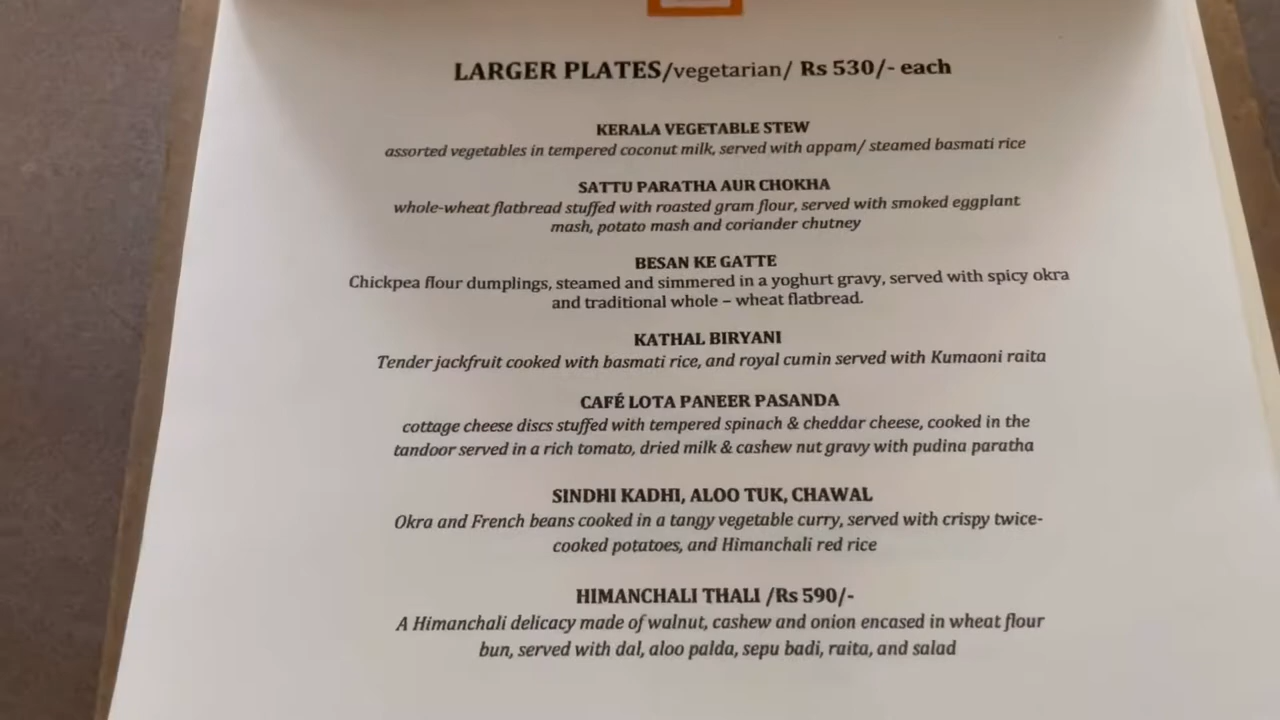 LARGER PLATES/vegetarian/ Rs 530/- each
KERALA VEGETABLE STEW
assorted vegetables in tempered coconut milk, served with appam/ steamed basmati rice
SATTU PARATHA AUR CHOKHA
whole-wheat flatbread stuffed with roasted gram flour, served with smoked eggplant
mash, potato mash and coriander chutney
BESAN KE GATTE
Chickpea flour dumplings, steamed and simmered in a yoghurt gravy, served with spicy okra
and traditional whole – wheat flatbread.
KATHAL BIRYANI
Tender jackfruit cooked with basmati rice, and royal cumin served with Kumaoni raita
CAFÉ LOTA PANEER PASANDA
cottage cheese discs stuffed with tempered spinach & cheddar cheese, cooked in the
tandoor served in a rich tomato, dried milk & cashew nut gravy with pudina paratha
SINDHI KADHI, ALOO TUK, CHAWAL
Okra and French beans cooked in a tangy vegetable curry, served with crispy twice-
cooked potatoes, and Himanchali red rice
HIMANCHALI THALI /Rs 590/-
A Himanchali delicacy made of walnut, cashew and onion encased in wheat flour
bun, served with dal, aloo palda, sepu badi, raita, and salad